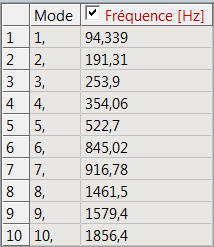 Mode Fréquence [Hz]
1 1, 94,339
2 2, 191,31
3 3, 253,9
4 4, 354,06
5 5, 522,7
6 6, 845,02
7 7, 916,78
8 8, 1461,5
9 9, 1579,4
10 10, 1856,4